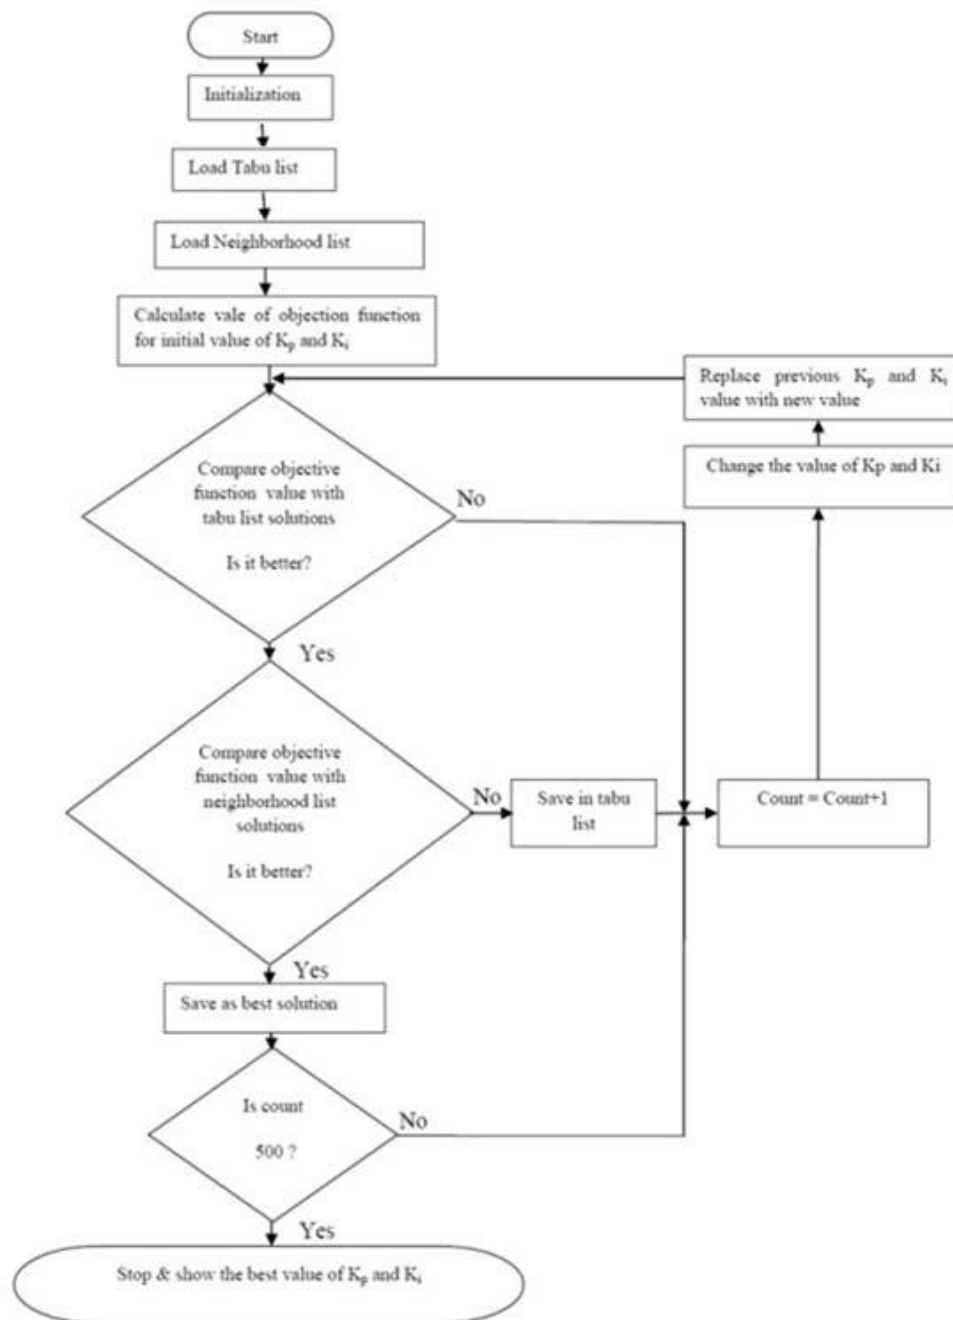 Start
Initialization
Load Tabu list
Load Neighborhood list
Calculate vale of objection function
for initial value of Kp and Ki
Replace previous Kp and Ki
value with new value
Change the value of Kp and Ki
Compare objective
function value with
tabu list solutions
Is it better?
No
Yes
Compare objective
function value with
neighborhood list
solutions
Is it better?
No
Save in tabu
list
Count = Count+1
Yes
Save as best solution
Is count
500 ?
No
Yes
Stop & show the best value of Kp and Ki